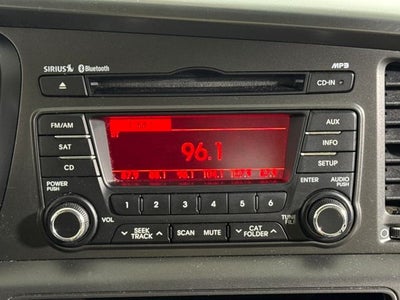 SIRIUS Bluetooth MP3
CD-IN
FM/AM AUX
96.1
SAT INFO
CD SETUP
POWER PUSH ENTER AUDIO PUSH
1 2 3 4 5 6
VOL TUNE FILE
SEEK TRACK SCAN MUTE CAT FOLDER